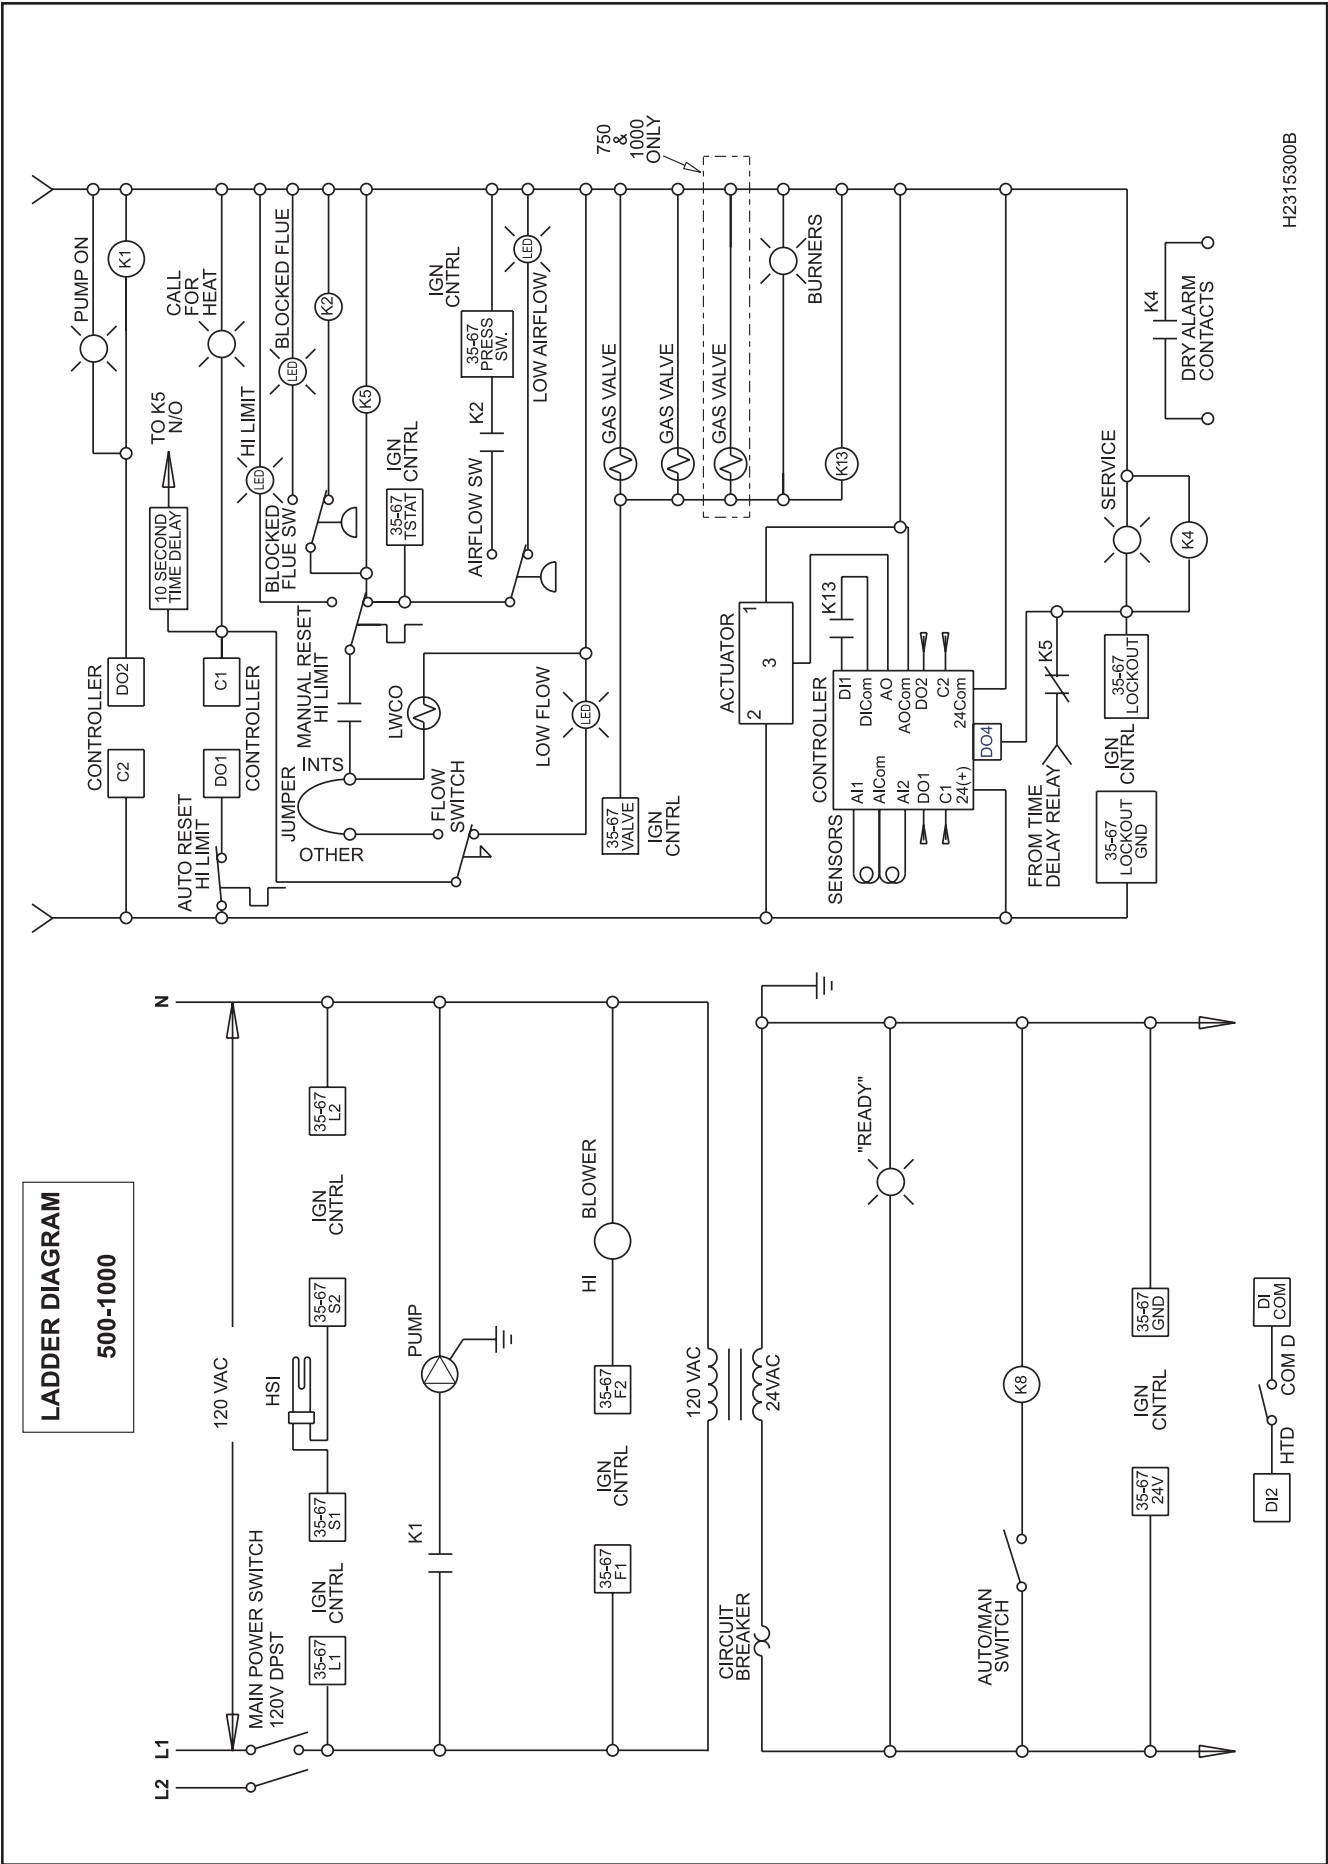 LADDER DIAGRAM
500-1000
L2
L1
N
120 VAC
MAIN POWER SWITCH
120V DPST
35-67
L1
IGN
CNTRL
35-67
S1
HSI
35-67
S2
IGN
CNTRL
35-67
L2
K1
PUMP
35-67
F1
IGN
CNTRL
35-67
F2
HI
BLOWER
120 VAC
24VAC
CIRCUIT
BREAKER
"READY"
AUTO/MAN
SWITCH
K8
35-67
24V
IGN
CNTRL
35-67
GND
DI2
HTD
COM D
DI
COM
PUMP ON
CONTROLLER
C2
DO2
K1
10 SECOND
TIME DELAY
TO K5
N/O
CALL
FOR
HEAT
AUTO RESET
HI LIMIT
DO1
C1
CONTROLLER
HI LIMIT
LED
BLOCKED FLUE
LED
BLOCKED
FLUE SW
K2
MANUAL RESET
HI LIMIT
K5
JUMPER
INTS
OTHER
LWCO
35-67
TSTAT
IGN
CNTRL
FLOW
SWITCH
AIRFLOW SW
K2
35-67
PRESS
SW.
IGN
CNTRL
LED
LOW AIRFLOW
LOW FLOW
LED
35-67
VALVE
IGN
CNTRL
GAS VALVE
GAS VALVE
GAS VALVE
750
&
1000
ONLY
BURNERS
K13
ACTUATOR
2
3
1
K13
SENSORS
CONTROLLER
AI1
AICom
AI2
DO1
C1
24(+)
DI1
DICom
AO
AOCom
DO2
C2
24Com
DO4
FROM TIME
DELAY RELAY
K5
35-67
LOCKOUT
GND
IGN
CNTRL
35-67
LOCKOUT
SERVICE
K4
K4
DRY ALARM
CONTACTS
H2315300B